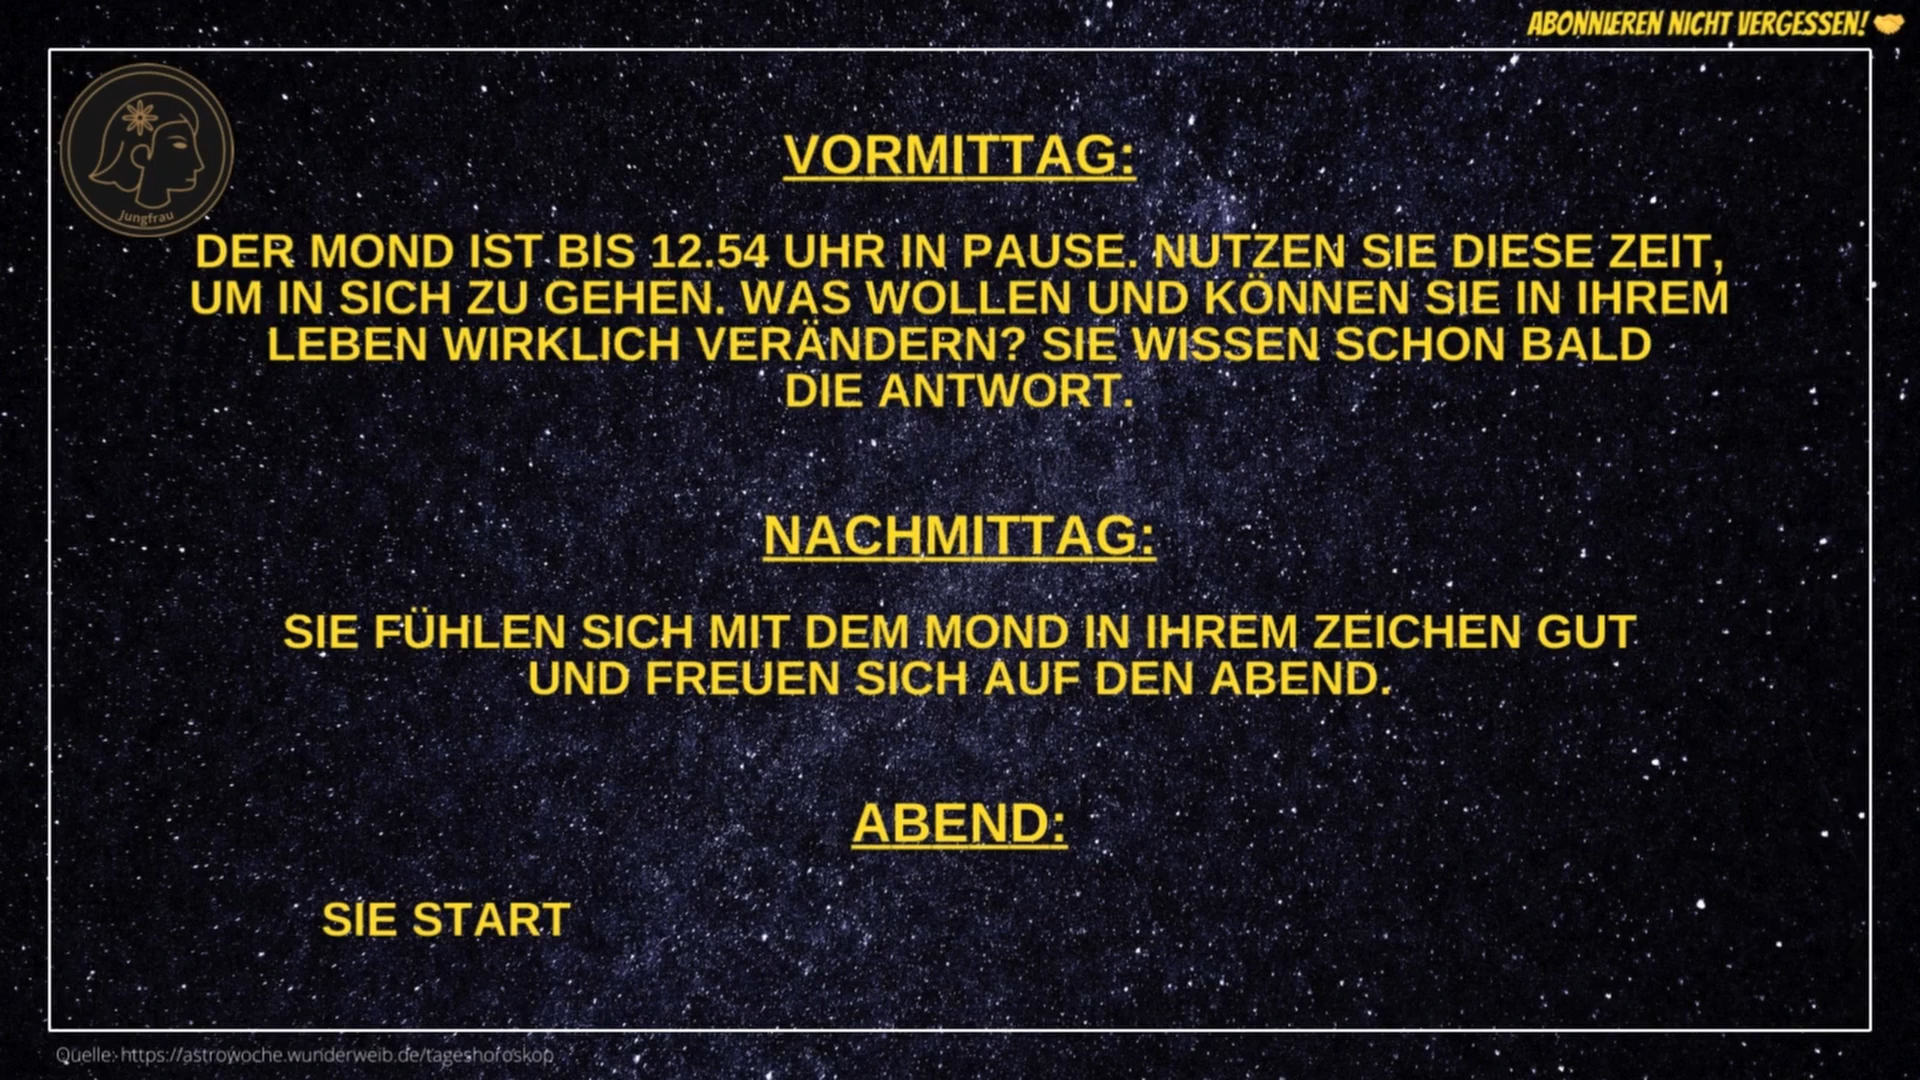 ABONNIEREN NICHT VERGESSEN!
Jungfrau
VORMITTAG:
DER MOND IST BIS 12.54 UHR IN PAUSE. NUTZEN SIE DIESE ZEIT,
UM IN SICH ZU GEHEN. WAS WOLLEN UND KÖNNEN SIE IN IHREM
LEBEN WIRKLICH VERÄNDERN? SIE WISSEN SCHON BALD
DIE ANTWORT.
NACHMITTAG:
SIE FÜHLEN SICH MIT DEM MOND IN IHREM ZEICHEN GUT
UND FREUEN SICH AUF DEN ABEND.
ABEND:
SIE START
Quelle: https://astrowoche.wunderweib.de/tageshoroskop